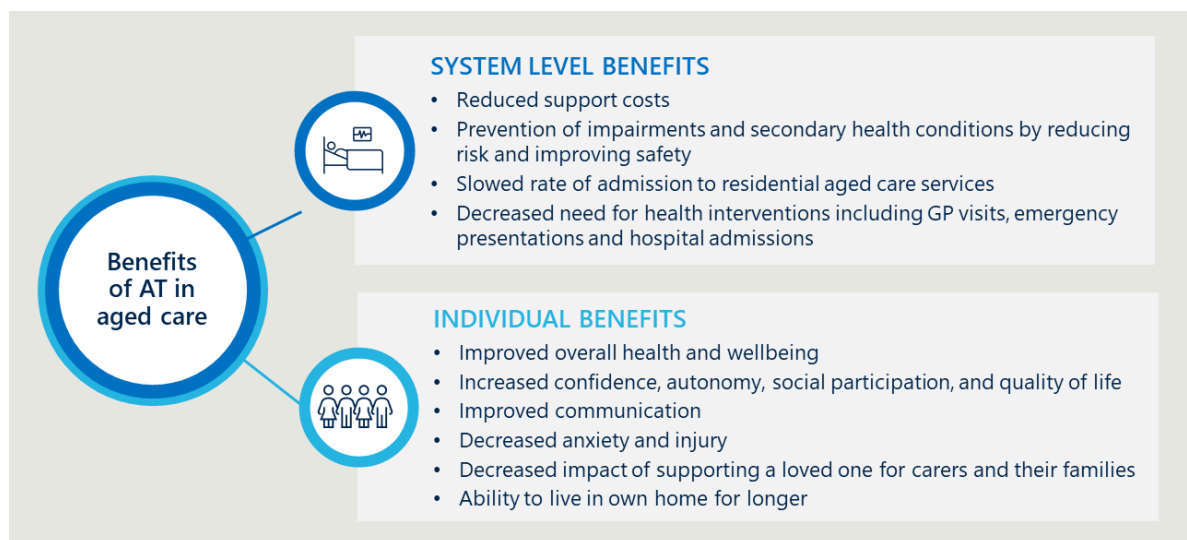 Benefits
of AT in
aged care
SYSTEM LEVEL BENEFITS
• Reduced support costs
• Prevention of impairments and secondary health conditions by reducing
risk and improving safety
• Slowed rate of admission to residential aged care services
• Decreased need for health interventions including GP visits, emergency
presentations and hospital admissions
INDIVIDUAL BENEFITS
• Improved overall health and wellbeing
• Increased confidence, autonomy, social participation, and quality of life
• Improved communication
• Decreased anxiety and injury
• Decreased impact of supporting a loved one for carers and their families
• Ability to live in own home for longer